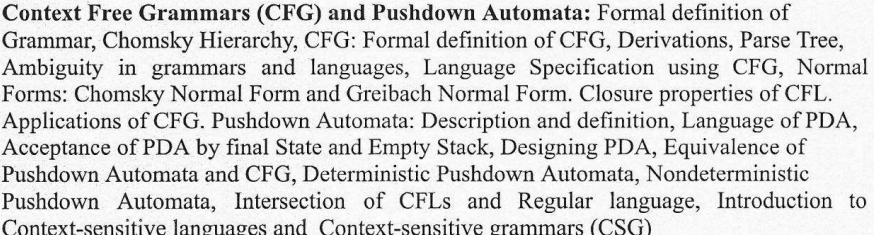 Context Free Grammars (CFG) and Pushdown Automata: Formal definition of
Grammar, Chomsky Hierarchy, CFG: Formal definition of CFG, Derivations, Parse Tree,
Ambiguity in grammars and languages, Language Specification using CFG, Normal
Forms: Chomsky Normal Form and Greibach Normal Form. Closure properties of CFL.
Applications of CFG. Pushdown Automata: Description and definition, Language of PDA,
Acceptance of PDA by final State and Empty Stack, Designing PDA, Equivalence of
Pushdown Automata and CFG, Deterministic Pushdown Automata, Nondeterministic
Pushdown Automata, Intersection of CFLs and Regular language, Introduction to
Context-sensitive languages and Context-sensitive grammars (CSG)